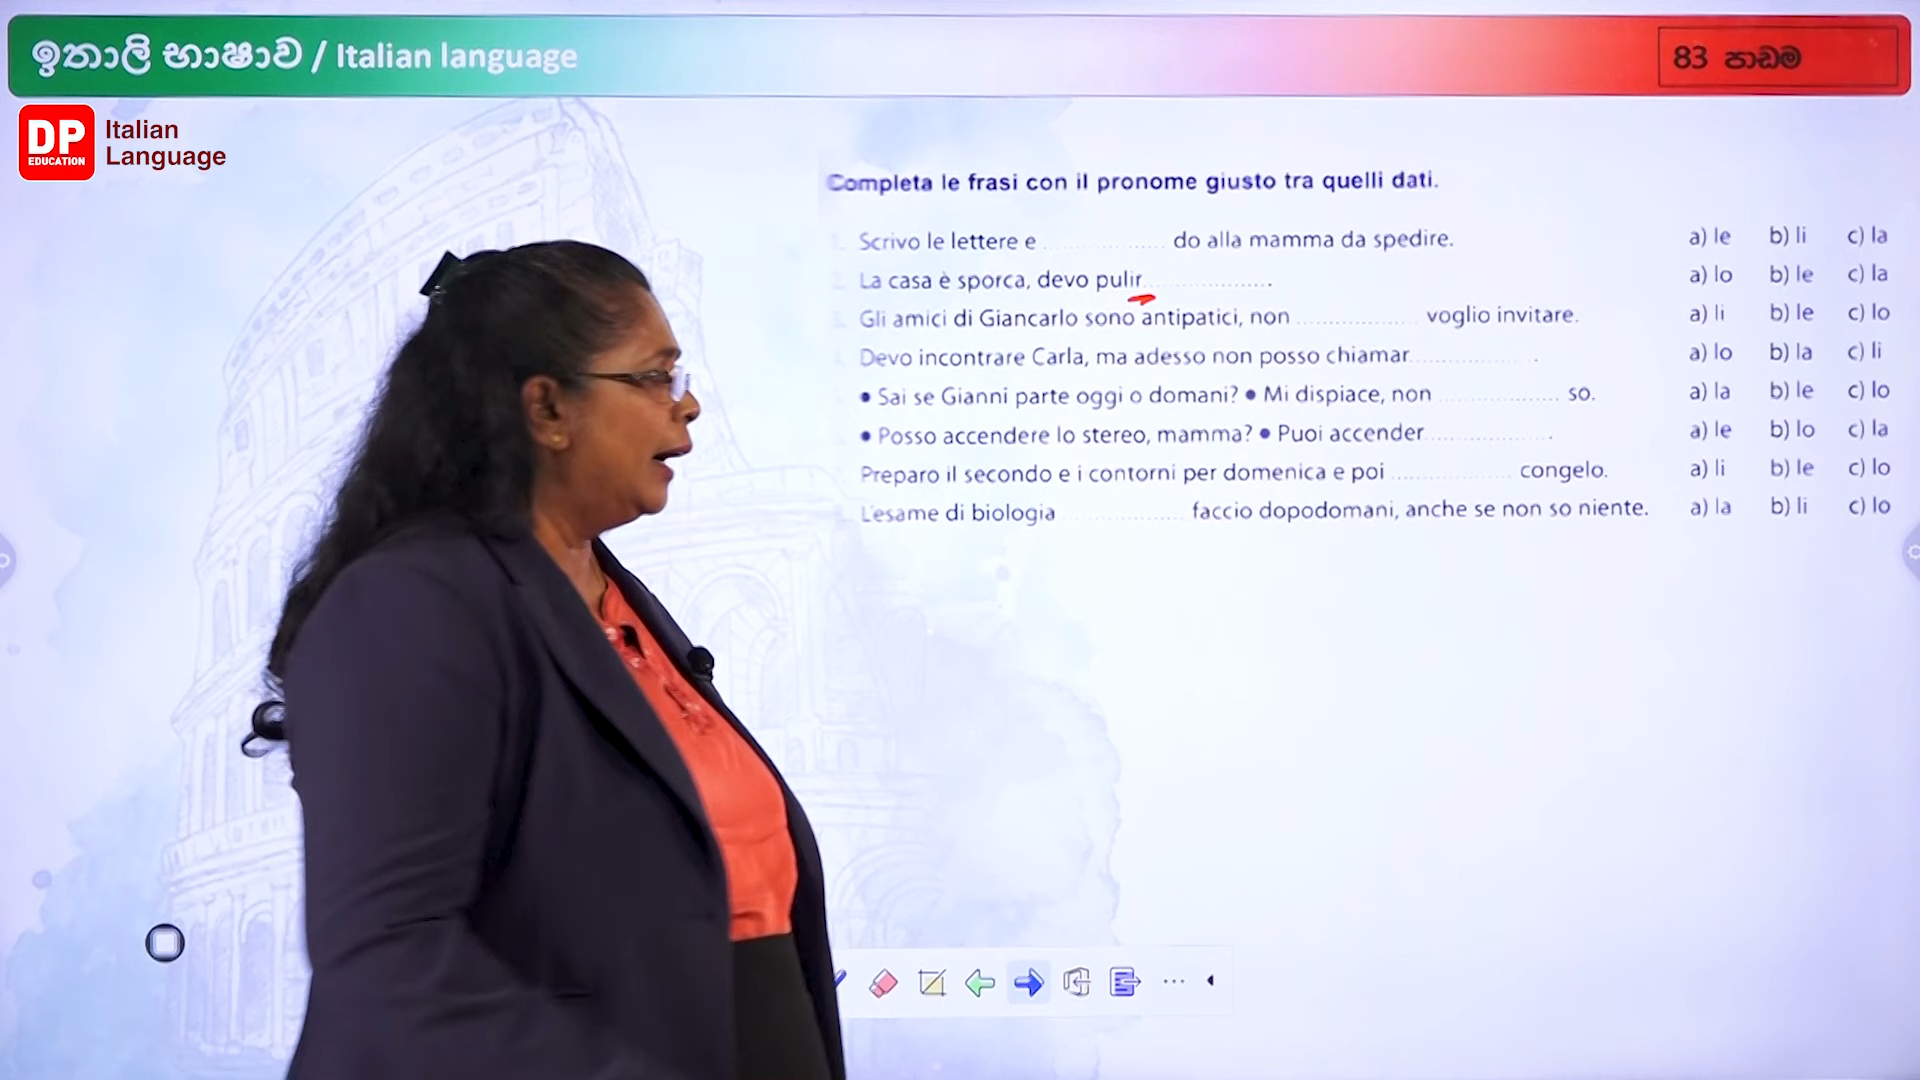 ඉතාලි භාෂාව / Italian language
83 පාඩම
DP
EDUCATION
Italian
Language
Completa le frasi con il pronome giusto tra quelli dati.
Scrivo le lettere e .................. do alla mamma da spedire. a) le b) li c) la
La casa è sporca, devo pulir................... a) lo b) le c) la
Gli amici di Giancarlo sono antipatici, non .................. voglio invitare. a) li b) le c) lo
Devo incontrare Carla, ma adesso non posso chiamar................... a) lo b) la c) li
• Sai se Gianni parte oggi o domani? • Mi dispiace, non .................. so. a) la b) le c) lo
• Posso accendere lo stereo, mamma? • Puoi accender................... a) le b) lo c) la
Preparo il secondo e i contorni per domenica e poi .................. congelo. a) li b) le c) lo
L'esame di biologia .................. faccio dopodomani, anche se non so niente. a) la b) li c) lo